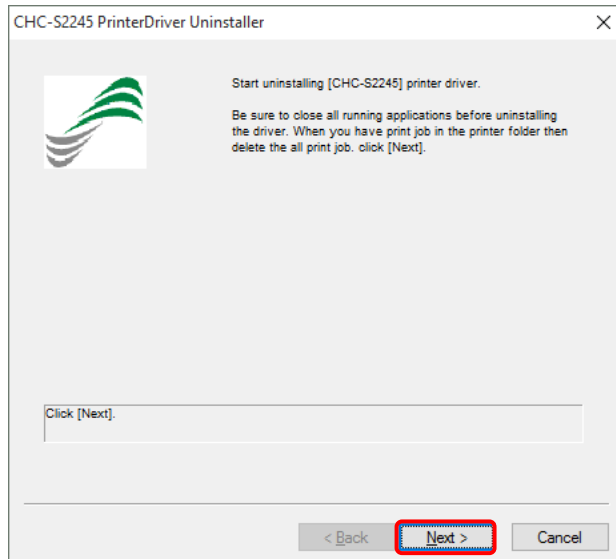 CHC-S2245 PrinterDriver Uninstaller
Start uninstalling [CHC-S2245] printer driver.
Be sure to close all running applications before uninstalling
the driver. When you have print job in the printer folder then
delete the all print job. click [Next].
Click [Next].
< Back
Next >
Cancel